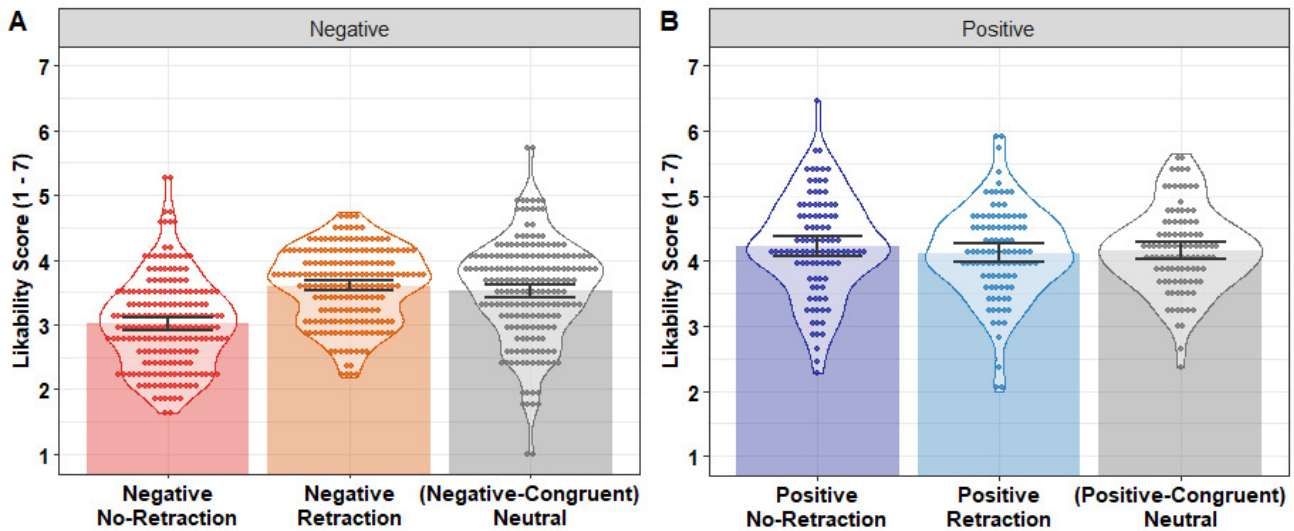 A
Negative
Likability Score (1 - 7)
7
6
5
4
3
2
1
Negative
No-Retraction
Negative
Retraction
(Negative-Congruent)
Neutral
B
Positive
Likability Score (1 - 7)
7
6
5
4
3
2
1
Positive
No-Retraction
Positive
Retraction
(Positive-Congruent)
Neutral